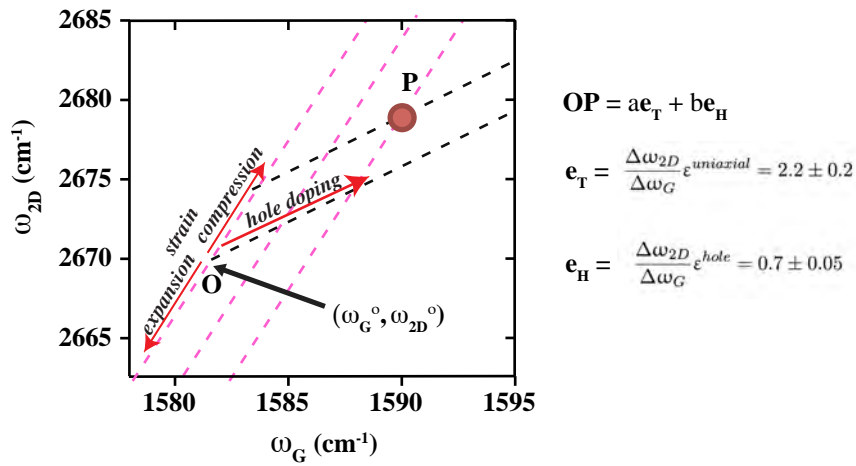 2685
2680
2675
2670
2665
ω2D (cm-1)
1580
1585
1590
1595
ωG (cm-1)
P
O
strain
compression
expansion
hole doping
(ωG°, ω2D°)
OP = aeT + beH
eT = Δω2D/ΔωG ε^uniaxial = 2.2 ± 0.2
eH = Δω2D/ΔωG ε^hole = 0.7 ± 0.05